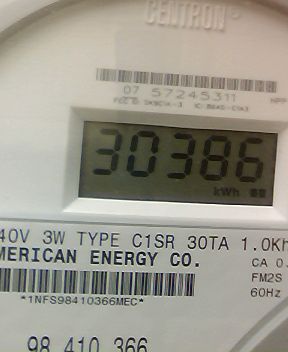 CENTRON®
07 57245311
30386
kWh
40V 3W TYPE C1SR 30TA 1.0Kh
MERICAN ENERGY CO.
CA 0.
FM2S
60Hz
*1NFS98410366MEC*
98 410 366